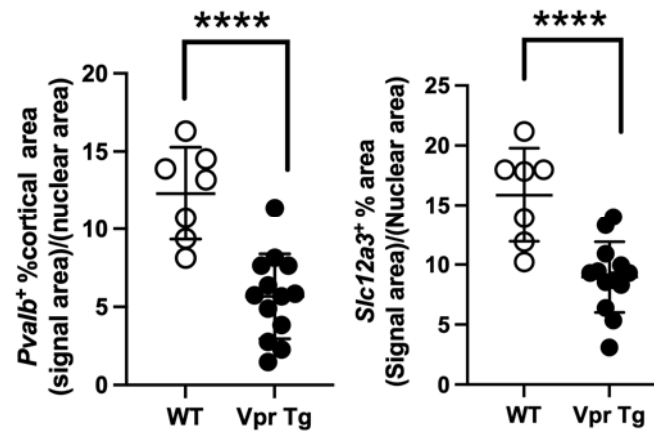 ****
Pvalb+ %cortical area
(signal area)/(nuclear area)
20
15
10
5
0
WT Vpr Tg
****
Slc12a3+ % area
(Signal area)/(Nuclear area)
25
20
15
10
5
0
WT Vpr Tg